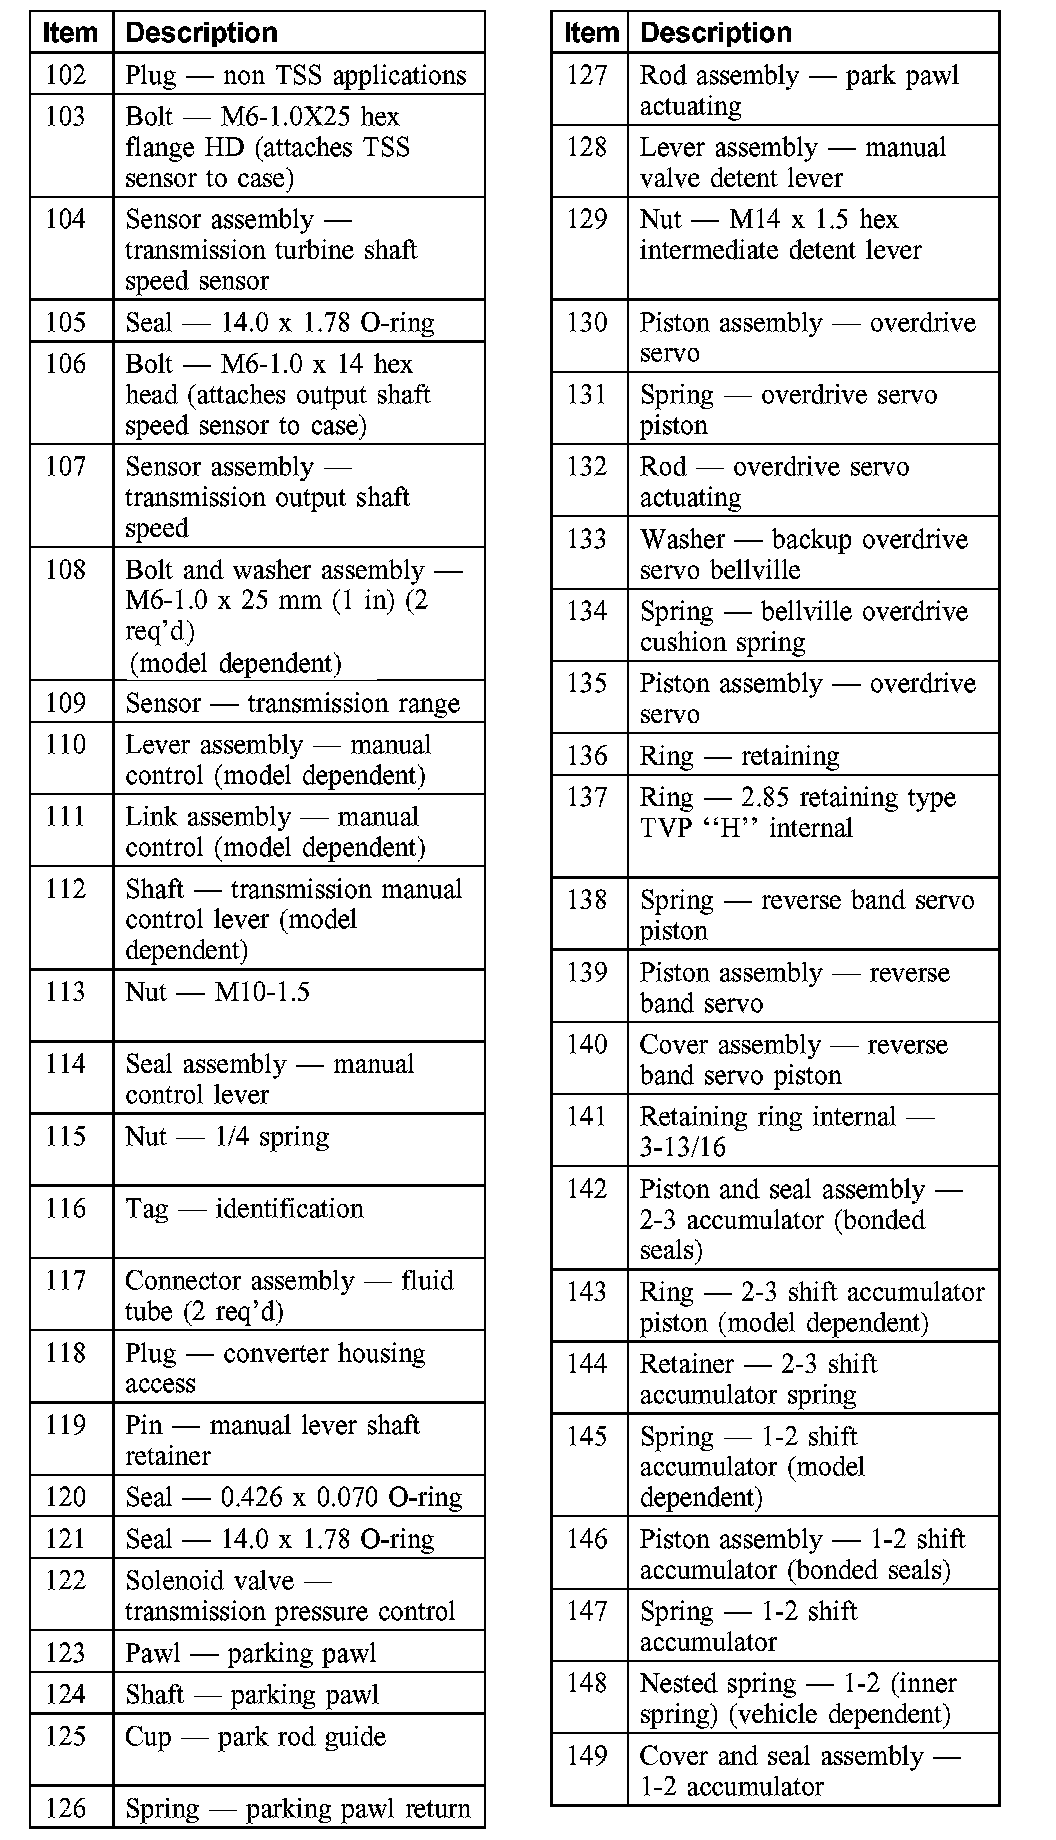 Item Description
102 Plug — non TSS applications
103 Bolt — M6-1.0X25 hex
flange HD (attaches TSS
sensor to case)
104 Sensor assembly —
transmission turbine shaft
speed sensor
105 Seal — 14.0 x 1.78 O-ring
106 Bolt — M6-1.0 x 14 hex
head (attaches output shaft
speed sensor to case)
107 Sensor assembly —
transmission output shaft
speed
108 Bolt and washer assembly —
M6-1.0 x 25 mm (1 in) (2
req’d)
(model dependent)
109 Sensor — transmission range
110 Lever assembly — manual
control (model dependent)
111 Link assembly — manual
control (model dependent)
112 Shaft — transmission manual
control lever (model
dependent)
113 Nut — M10-1.5
114 Seal assembly — manual
control lever
115 Nut — 1/4 spring
116 Tag — identification
117 Connector assembly — fluid
tube (2 req’d)
118 Plug — converter housing
access
119 Pin — manual lever shaft
retainer
120 Seal — 0.426 x 0.070 O-ring
121 Seal — 14.0 x 1.78 O-ring
122 Solenoid valve —
transmission pressure control
123 Pawl — parking pawl
124 Shaft — parking pawl
125 Cup — park rod guide
126 Spring — parking pawl return
Item Description
127 Rod assembly — park pawl
actuating
128 Lever assembly — manual
valve detent lever
129 Nut — M14 x 1.5 hex
intermediate detent lever
130 Piston assembly — overdrive
servo
131 Spring — overdrive servo
piston
132 Rod — overdrive servo
actuating
133 Washer — backup overdrive
servo bellville
134 Spring — bellville overdrive
cushion spring
135 Piston assembly — overdrive
servo
136 Ring — retaining
137 Ring — 2.85 retaining type
TVP “H” internal
138 Spring — reverse band servo
piston
139 Piston assembly — reverse
band servo
140 Cover assembly — reverse
band servo piston
141 Retaining ring internal —
3-13/16
142 Piston and seal assembly —
2-3 accumulator (bonded
seals)
143 Ring — 2-3 shift accumulator
piston (model dependent)
144 Retainer — 2-3 shift
accumulator spring
145 Spring — 1-2 shift
accumulator (model
dependent)
146 Piston assembly — 1-2 shift
accumulator (bonded seals)
147 Spring — 1-2 shift
accumulator
148 Nested spring — 1-2 (inner
spring) (vehicle dependent)
149 Cover and seal assembly —
1-2 accumulator